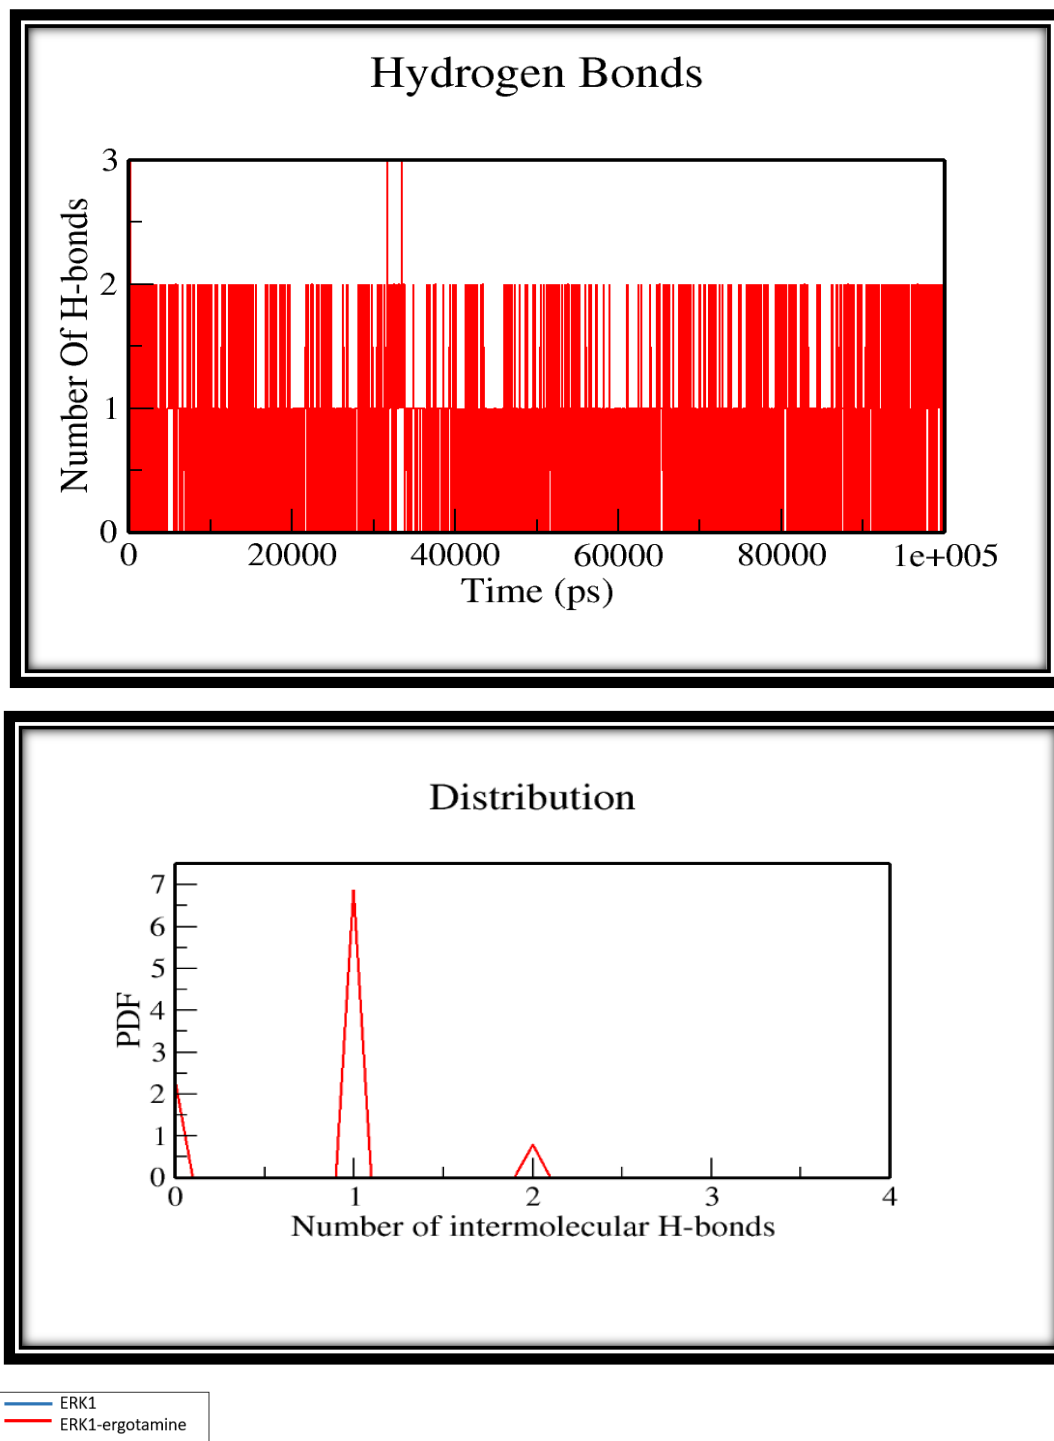 Hydrogen Bonds
Number Of H-bonds
3
2
1
0
0 20000 40000 60000 80000 1e+005
Time (ps)
Distribution
PDF
7
6
5
4
3
2
1
0
0 1 2 3 4
Number of intermolecular H-bonds
ERK1
ERK1-ergotamine